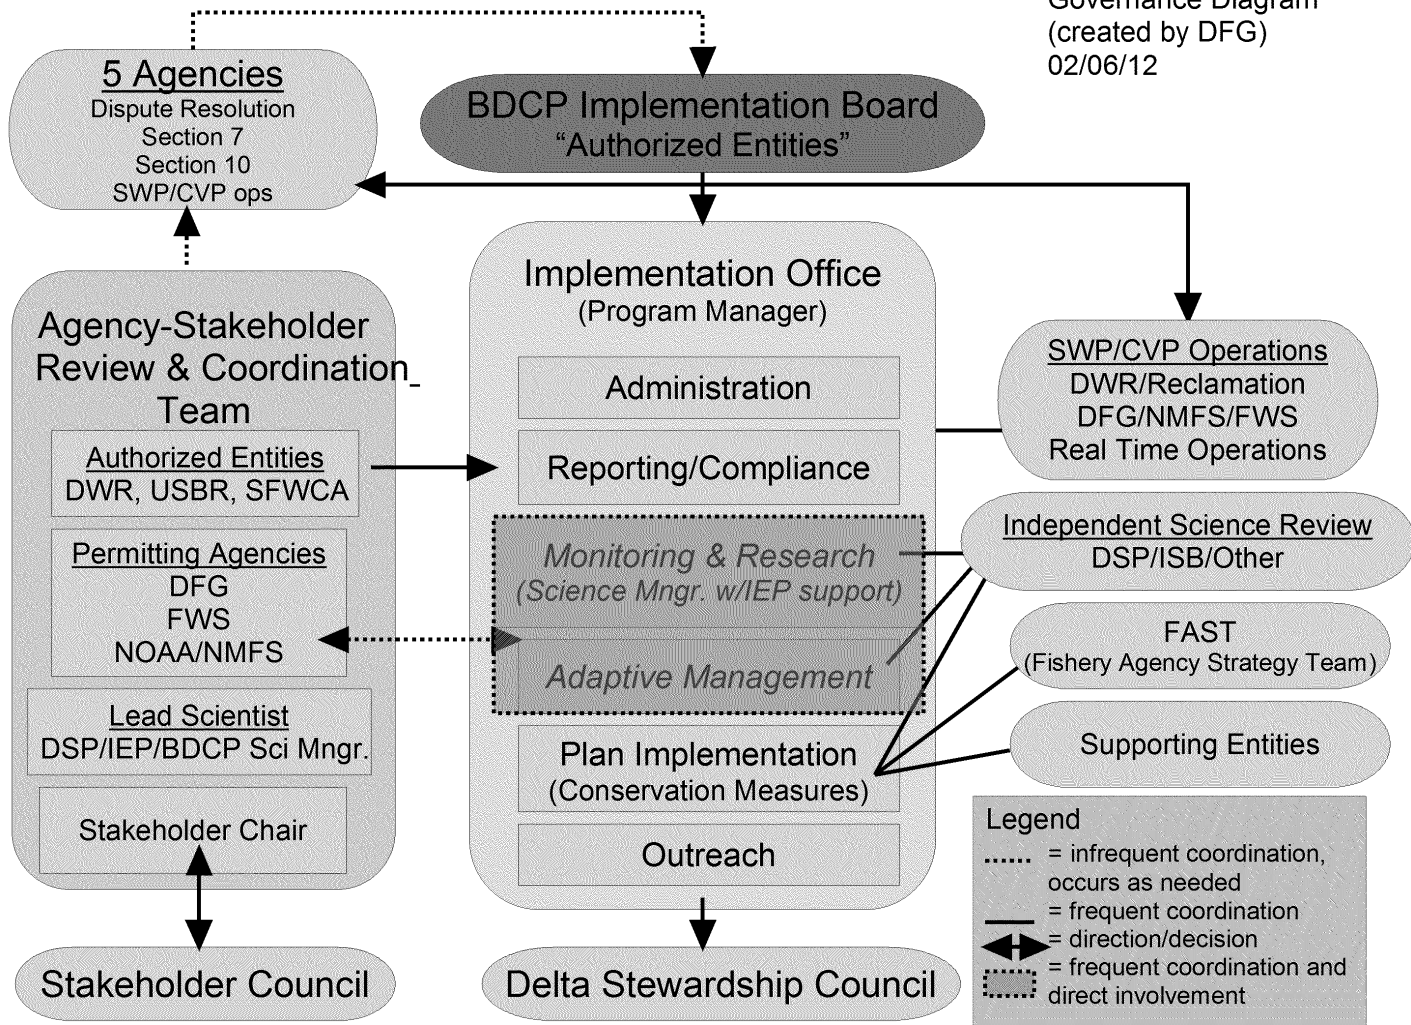 Governance Diagram
(created by DFG)
02/06/12
5 Agencies
Dispute Resolution
Section 7
Section 10
SWP/CVP ops
BDCP Implementation Board
“Authorized Entities”
Agency-Stakeholder
Review & Coordination
Team
Authorized Entities
DWR, USBR, SFWCA
Permitting Agencies
DFG
FWS
NOAA/NMFS
Lead Scientist
DSP/IEP/BDCP Sci Mngr.
Stakeholder Chair
Stakeholder Council
Implementation Office
(Program Manager)
Administration
Reporting/Compliance
Monitoring & Research
(Science Mngr. w/IEP support)
Adaptive Management
Plan Implementation
(Conservation Measures)
Outreach
Delta Stewardship Council
SWP/CVP Operations
DWR/Reclamation
DFG/NMFS/FWS
Real Time Operations
Independent Science Review
DSP/ISB/Other
FAST
(Fishery Agency Strategy Team)
Supporting Entities
Legend
= infrequent coordination,
occurs as needed
= frequent coordination
= direction/decision
= frequent coordination and
direct involvement